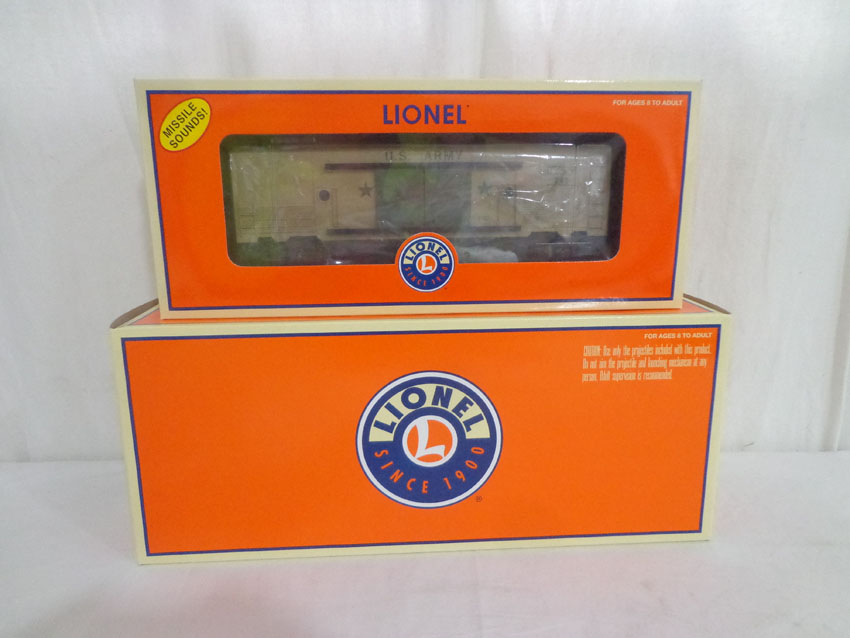 MISSILE
SOUNDS!
LIONEL
FOR AGES 8 TO ADULT
U.S. ARMY
LIONEL
L
SINCE 1900
FOR AGES 8 TO ADULT
CAUTION: Use only the projectiles included with this product.
Do not aim the projectile and launching mechanism at any
person. Adult supervision is recommended.
LIONEL
L
SINCE 1900
®